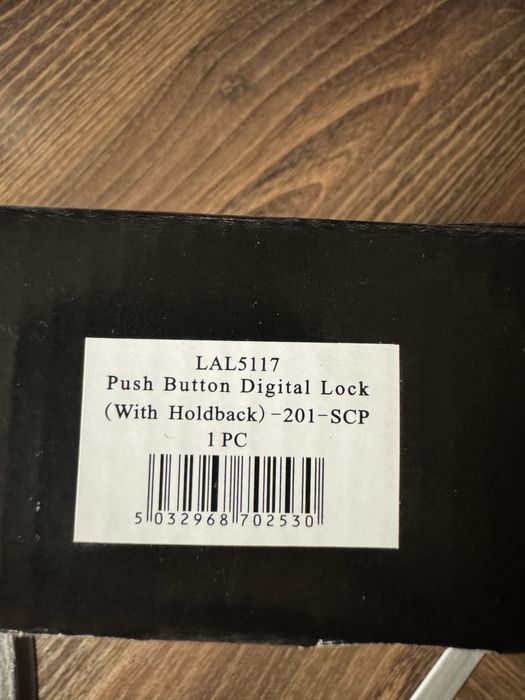 LAL5117
Push Button Digital Lock
(With Holdback)-201-SCP
1 PC
5 032968 702530